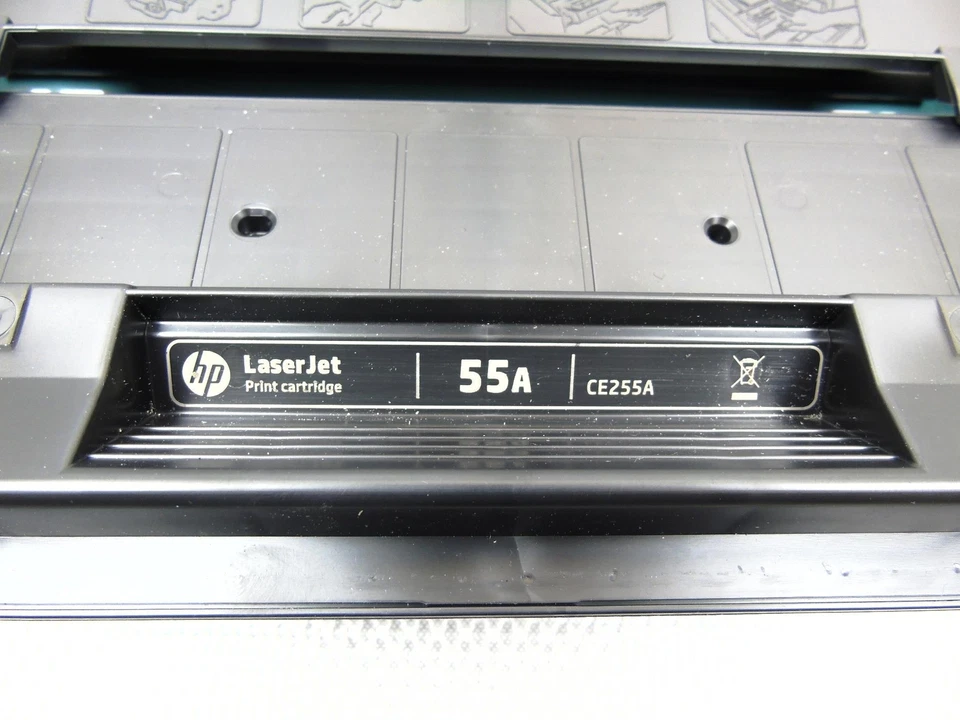 hp
LaserJet
Print cartridge
55A
CE255A